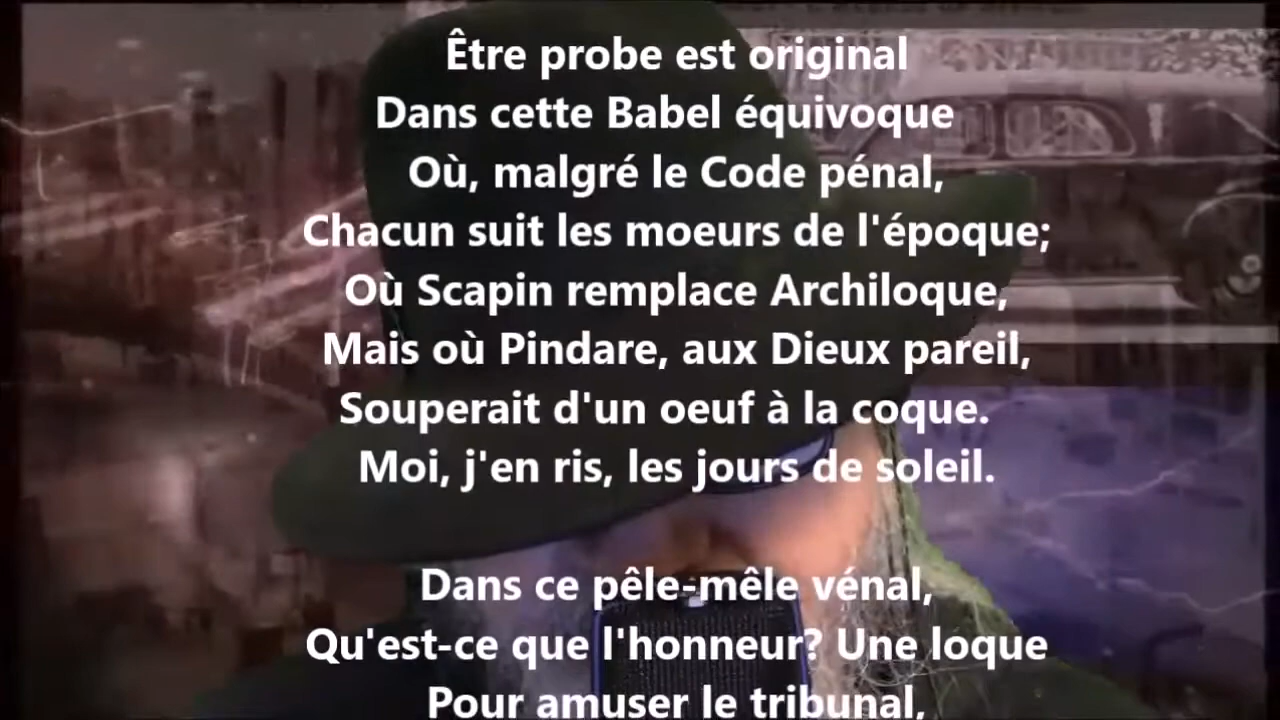 Être probe est original
Dans cette Babel équivoque
Où, malgré le Code pénal,
Chacun suit les moeurs de l'époque;
Où Scapin remplace Archiloque,
Mais où Pindare, aux Dieux pareil,
Souperait d'un oeuf à la coque.
Moi, j'en ris, les jours de soleil.
Dans ce pêle-mêle vénal,
Qu'est-ce que l'honneur? Une loque
Pour amuser le tribunal,